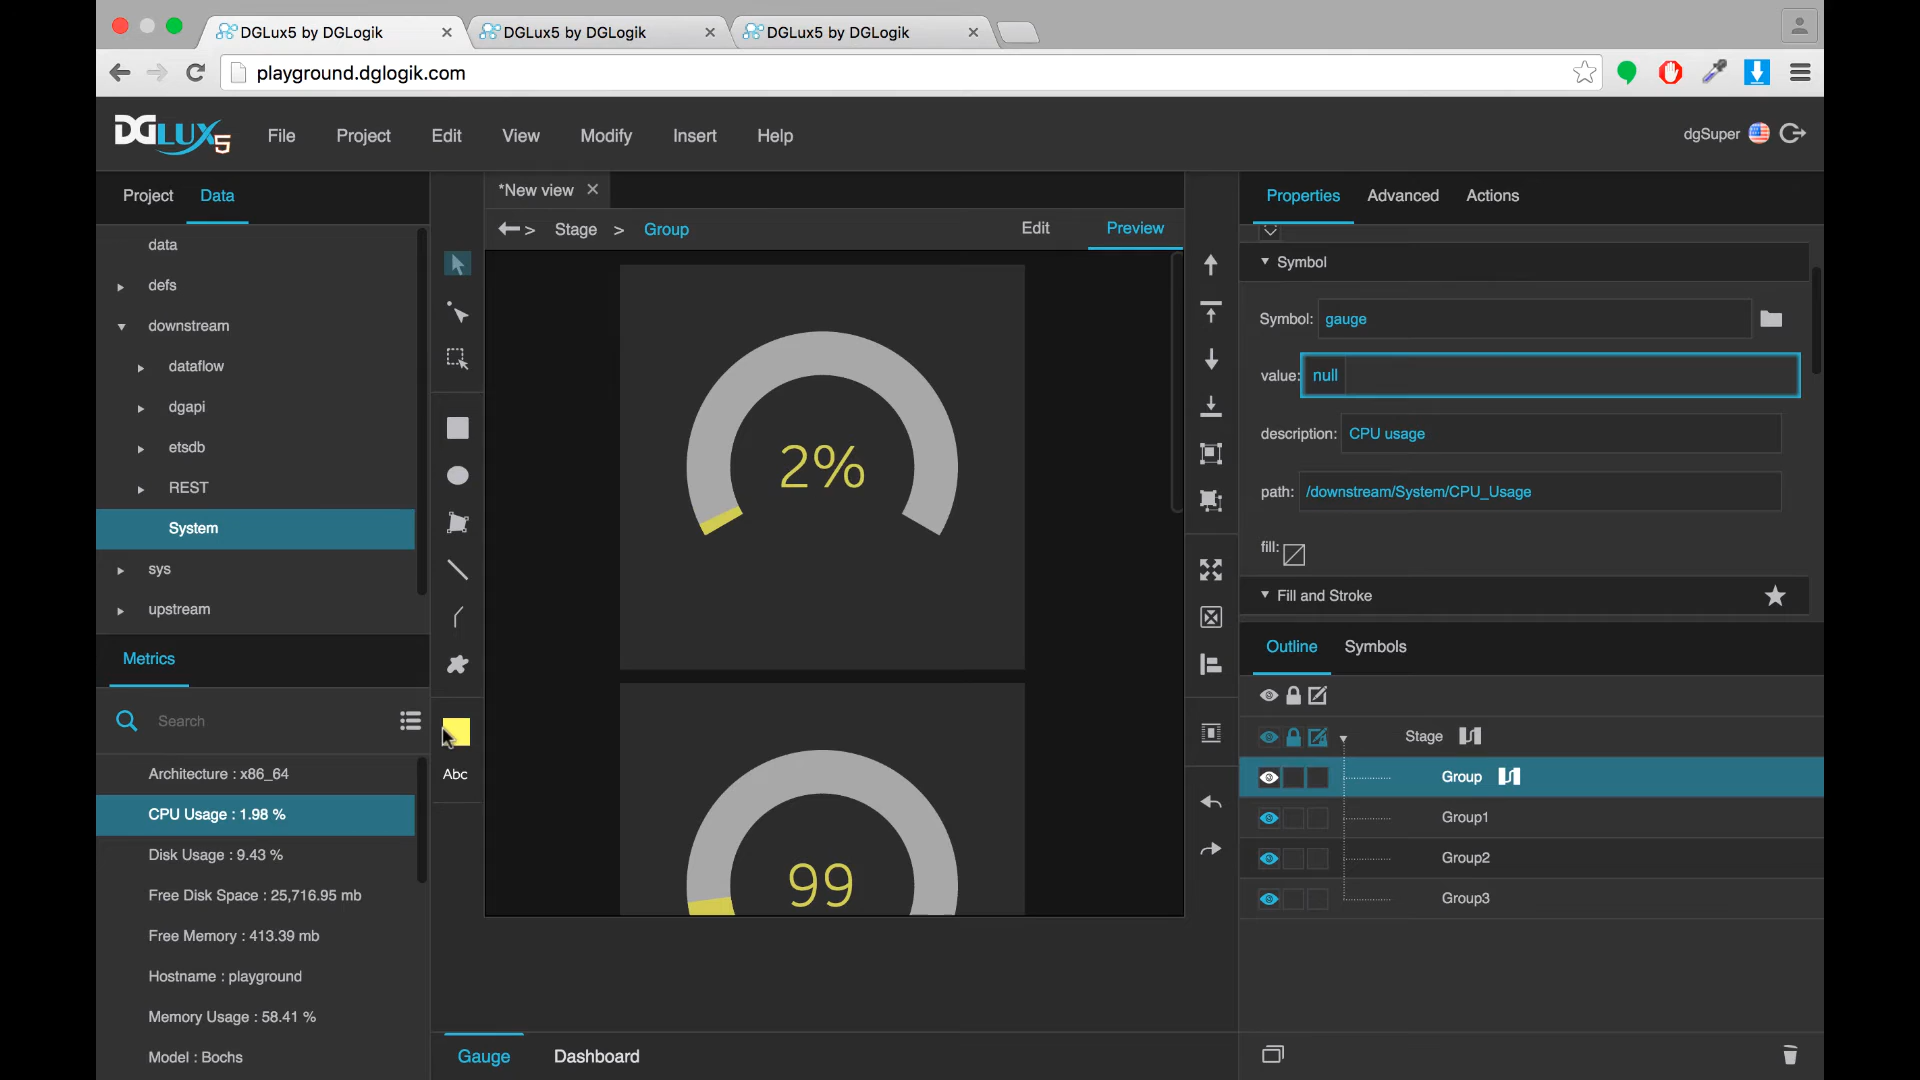 DGLux5 by DGLogik
DGLux5 by DGLogik
DGLux5 by DGLogik
playground.dglogik.com
DGLUX5
File Project Edit View Modify Insert Help
dgSuper
Project Data
data
defs
downstream
dataflow
dgapi
etsdb
REST
System
sys
upstream
Metrics
Search
Architecture : x86_64
CPU Usage : 1.98 %
Disk Usage : 9.43 %
Free Disk Space : 25,716.95 mb
Free Memory : 413.39 mb
Hostname : playground
Memory Usage : 58.41 %
Model : Bochs
Abc
*New view
> Stage > Group
Edit Preview
2%
99
Gauge Dashboard
Properties Advanced Actions
Symbol
Symbol: gauge
value: null
description: CPU usage
path: /downstream/System/CPU_Usage
fill:
Fill and Stroke
Outline Symbols
Stage
Group
Group1
Group2
Group3